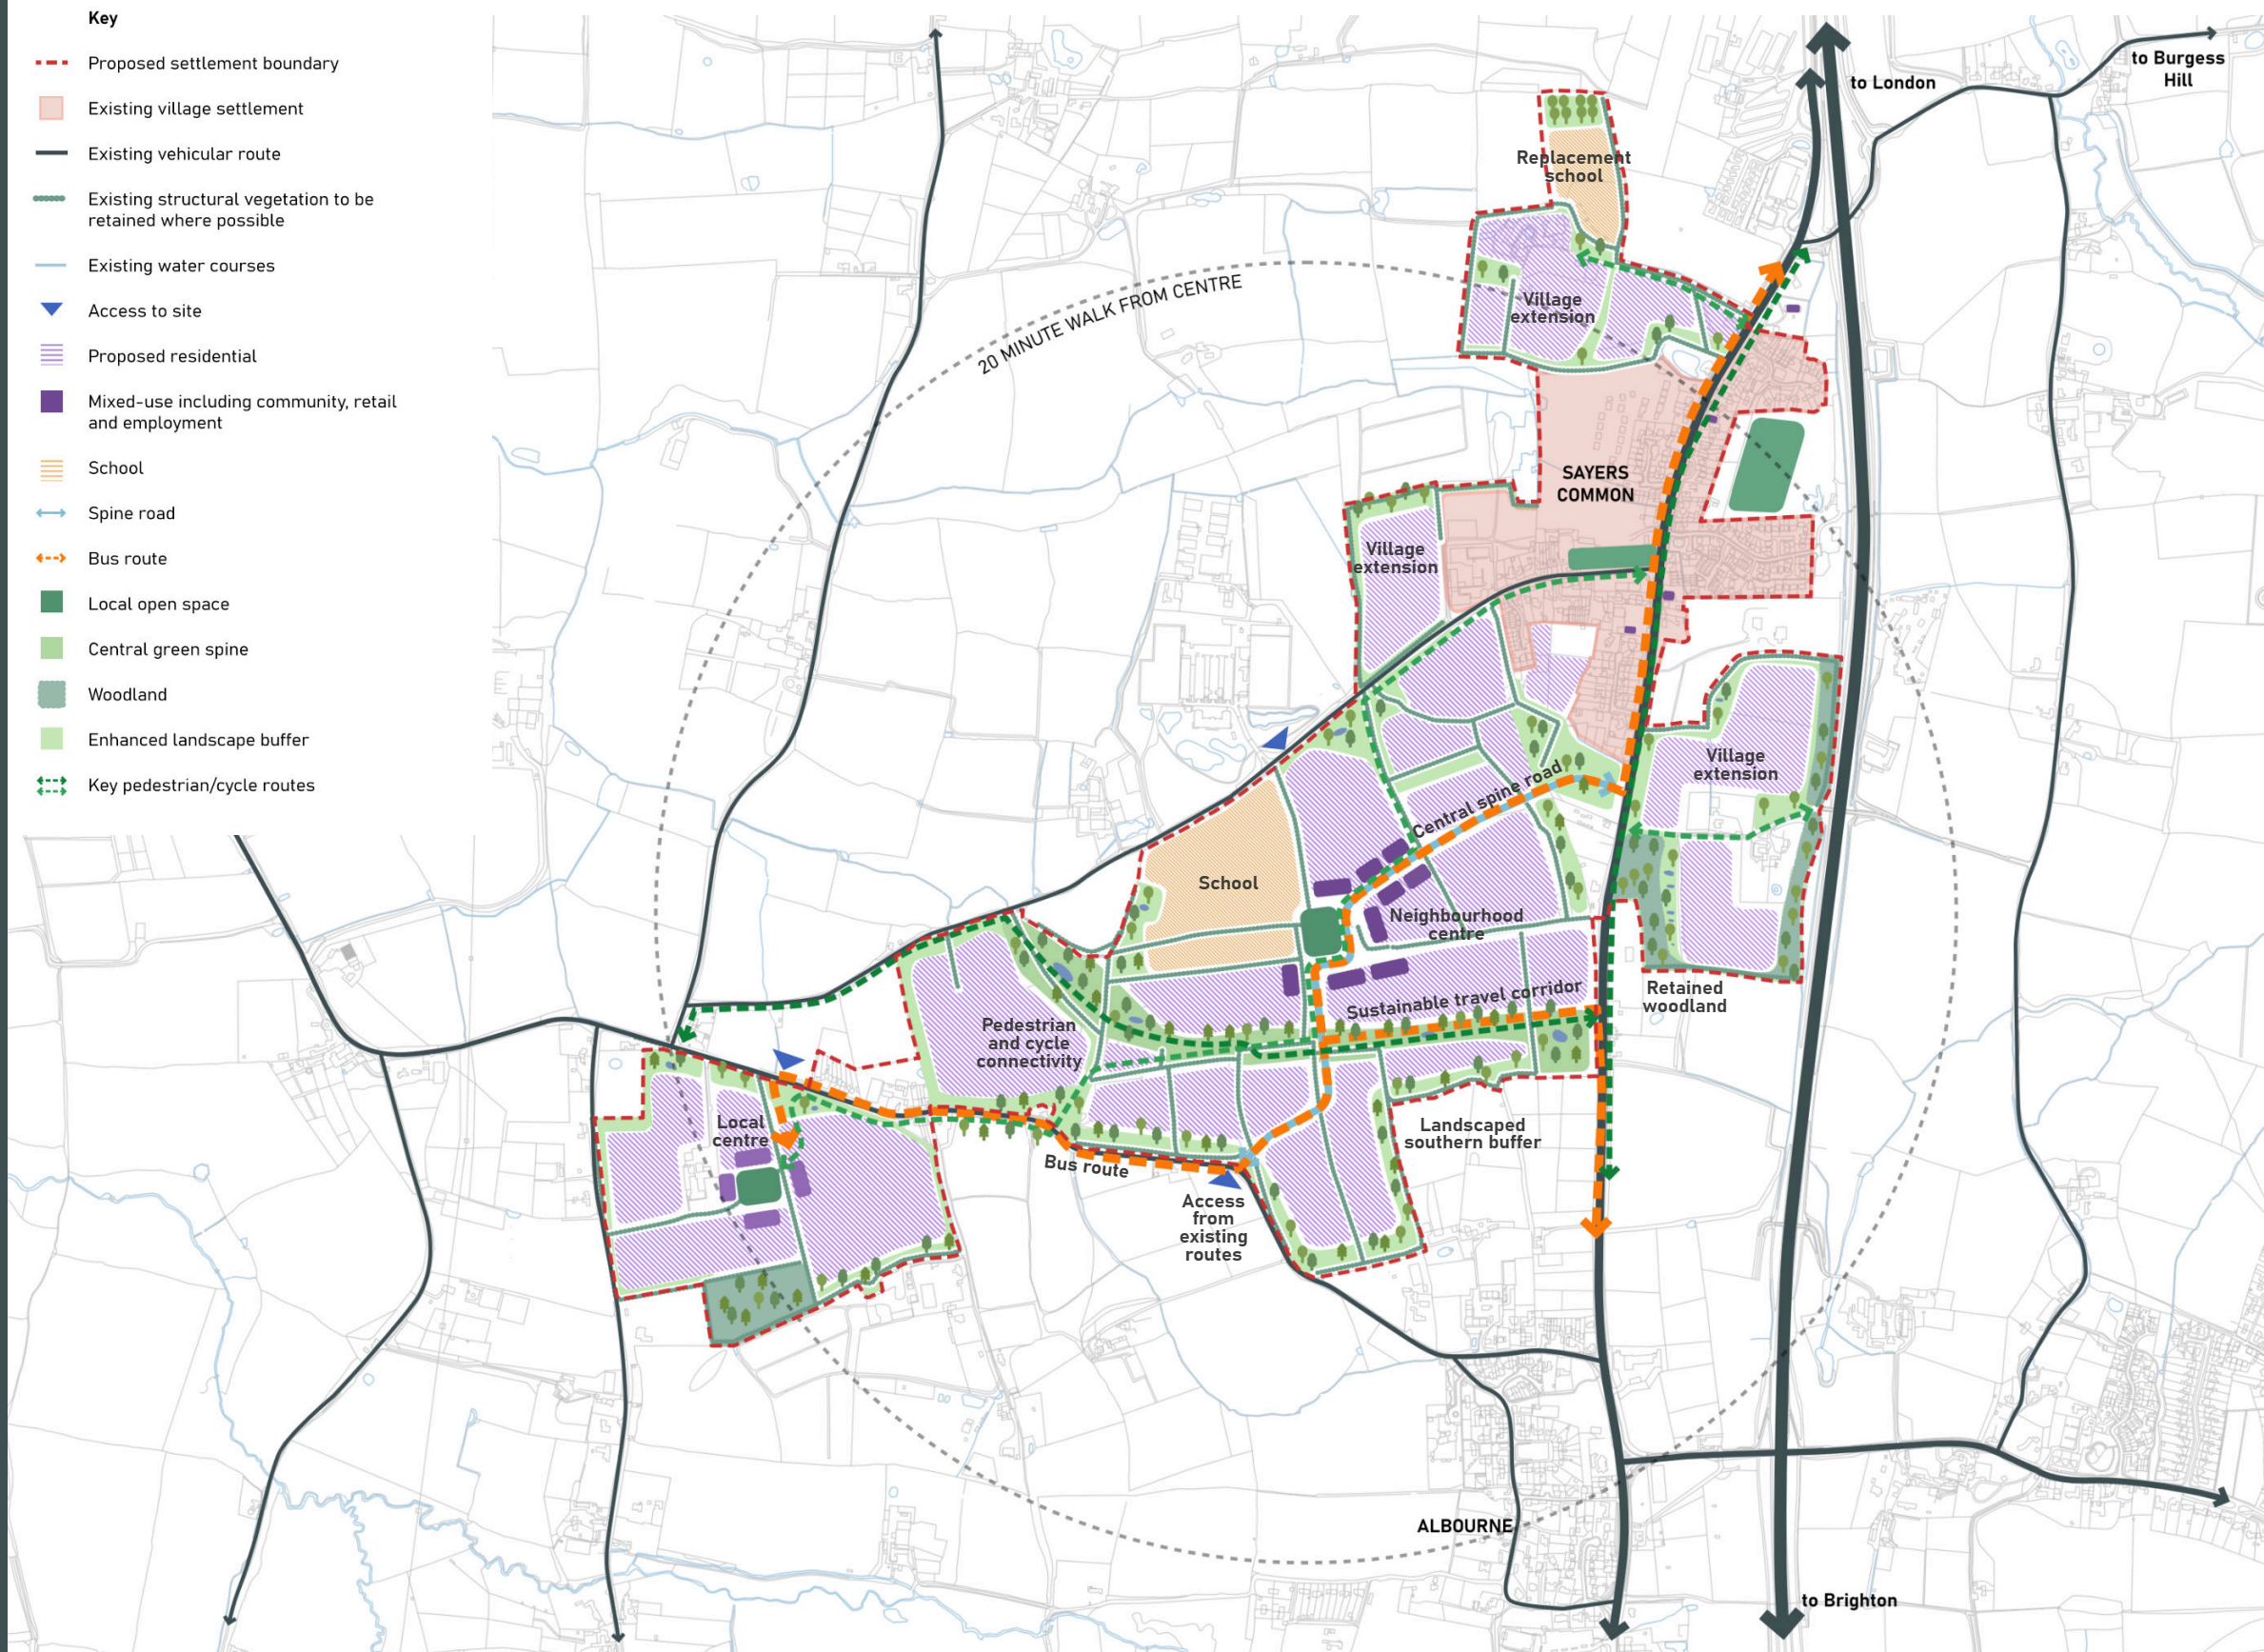 Key
Proposed settlement boundary
Existing village settlement
Existing vehicular route
Existing structural vegetation to be
retained where possible
Existing water courses
Access to site
Proposed residential
Mixed-use including community, retail
and employment
School
Spine road
Bus route
Local open space
Central green spine
Woodland
Enhanced landscape buffer
Key pedestrian/cycle routes
to London
to Burgess
Hill
Replacement
school
20 MINUTE WALK FROM CENTRE
Village
extension
SAYERS
COMMON
Village
extension
Village
extension
Central spine road
School
Neighbourhood
centre
Sustainable travel corridor
Retained
woodland
Pedestrian
and cycle
connectivity
Local
centre
Landscaped
southern buffer
Bus route
Access
from
existing
routes
ALBOURNE
to Brighton